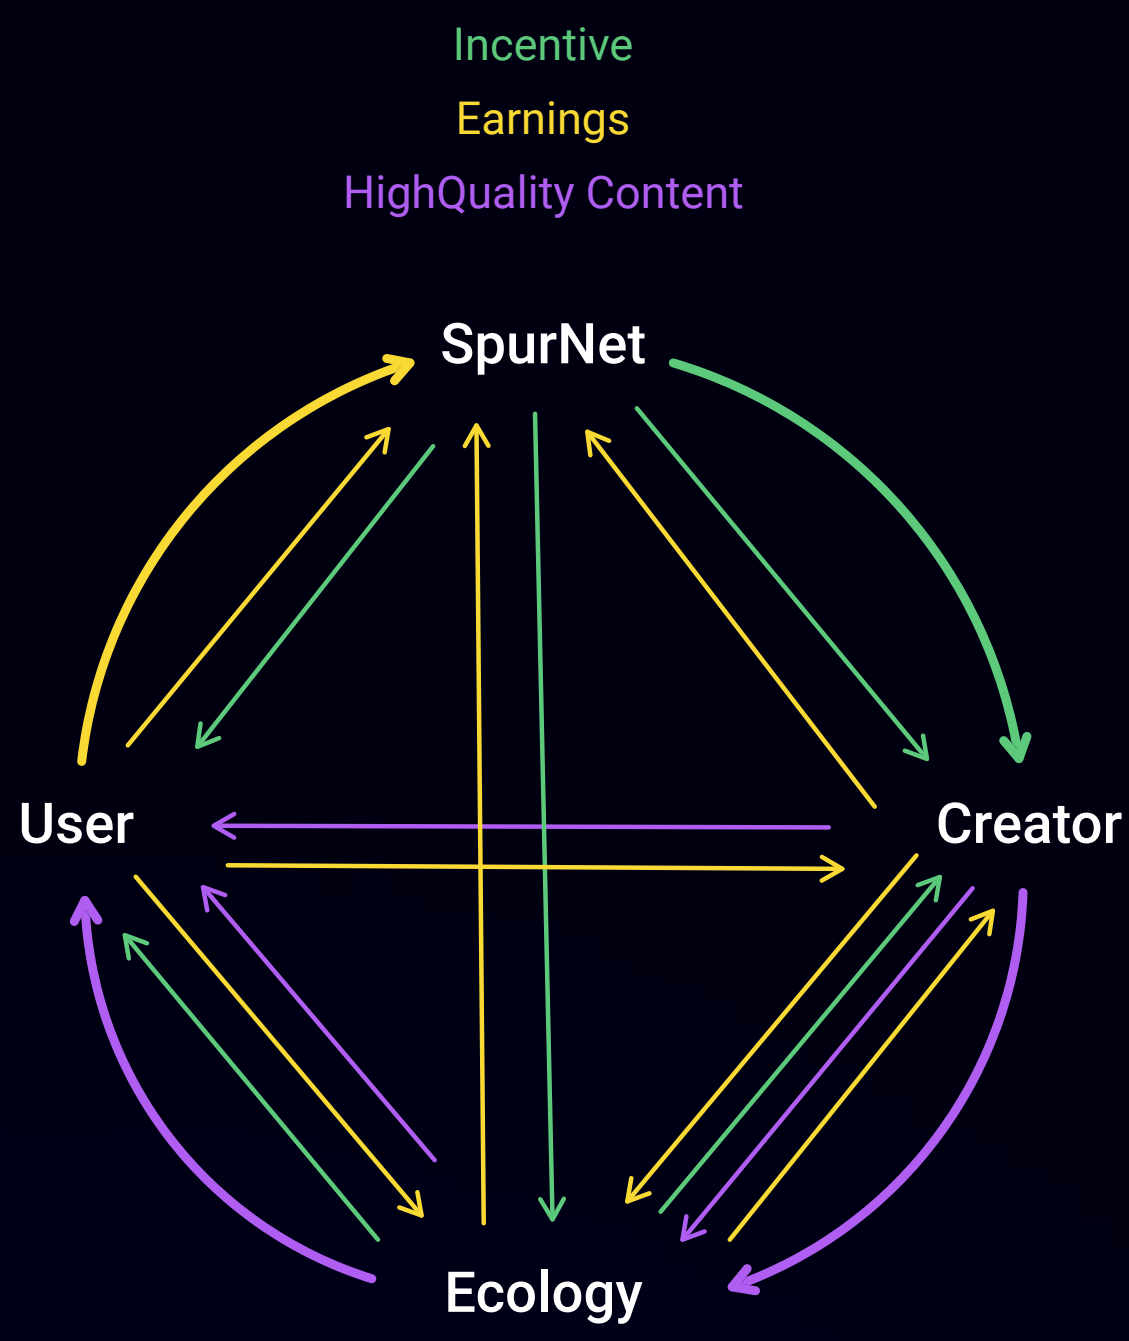 Incentive
Earnings
HighQuality Content
SpurNet
User
Creator
Ecology